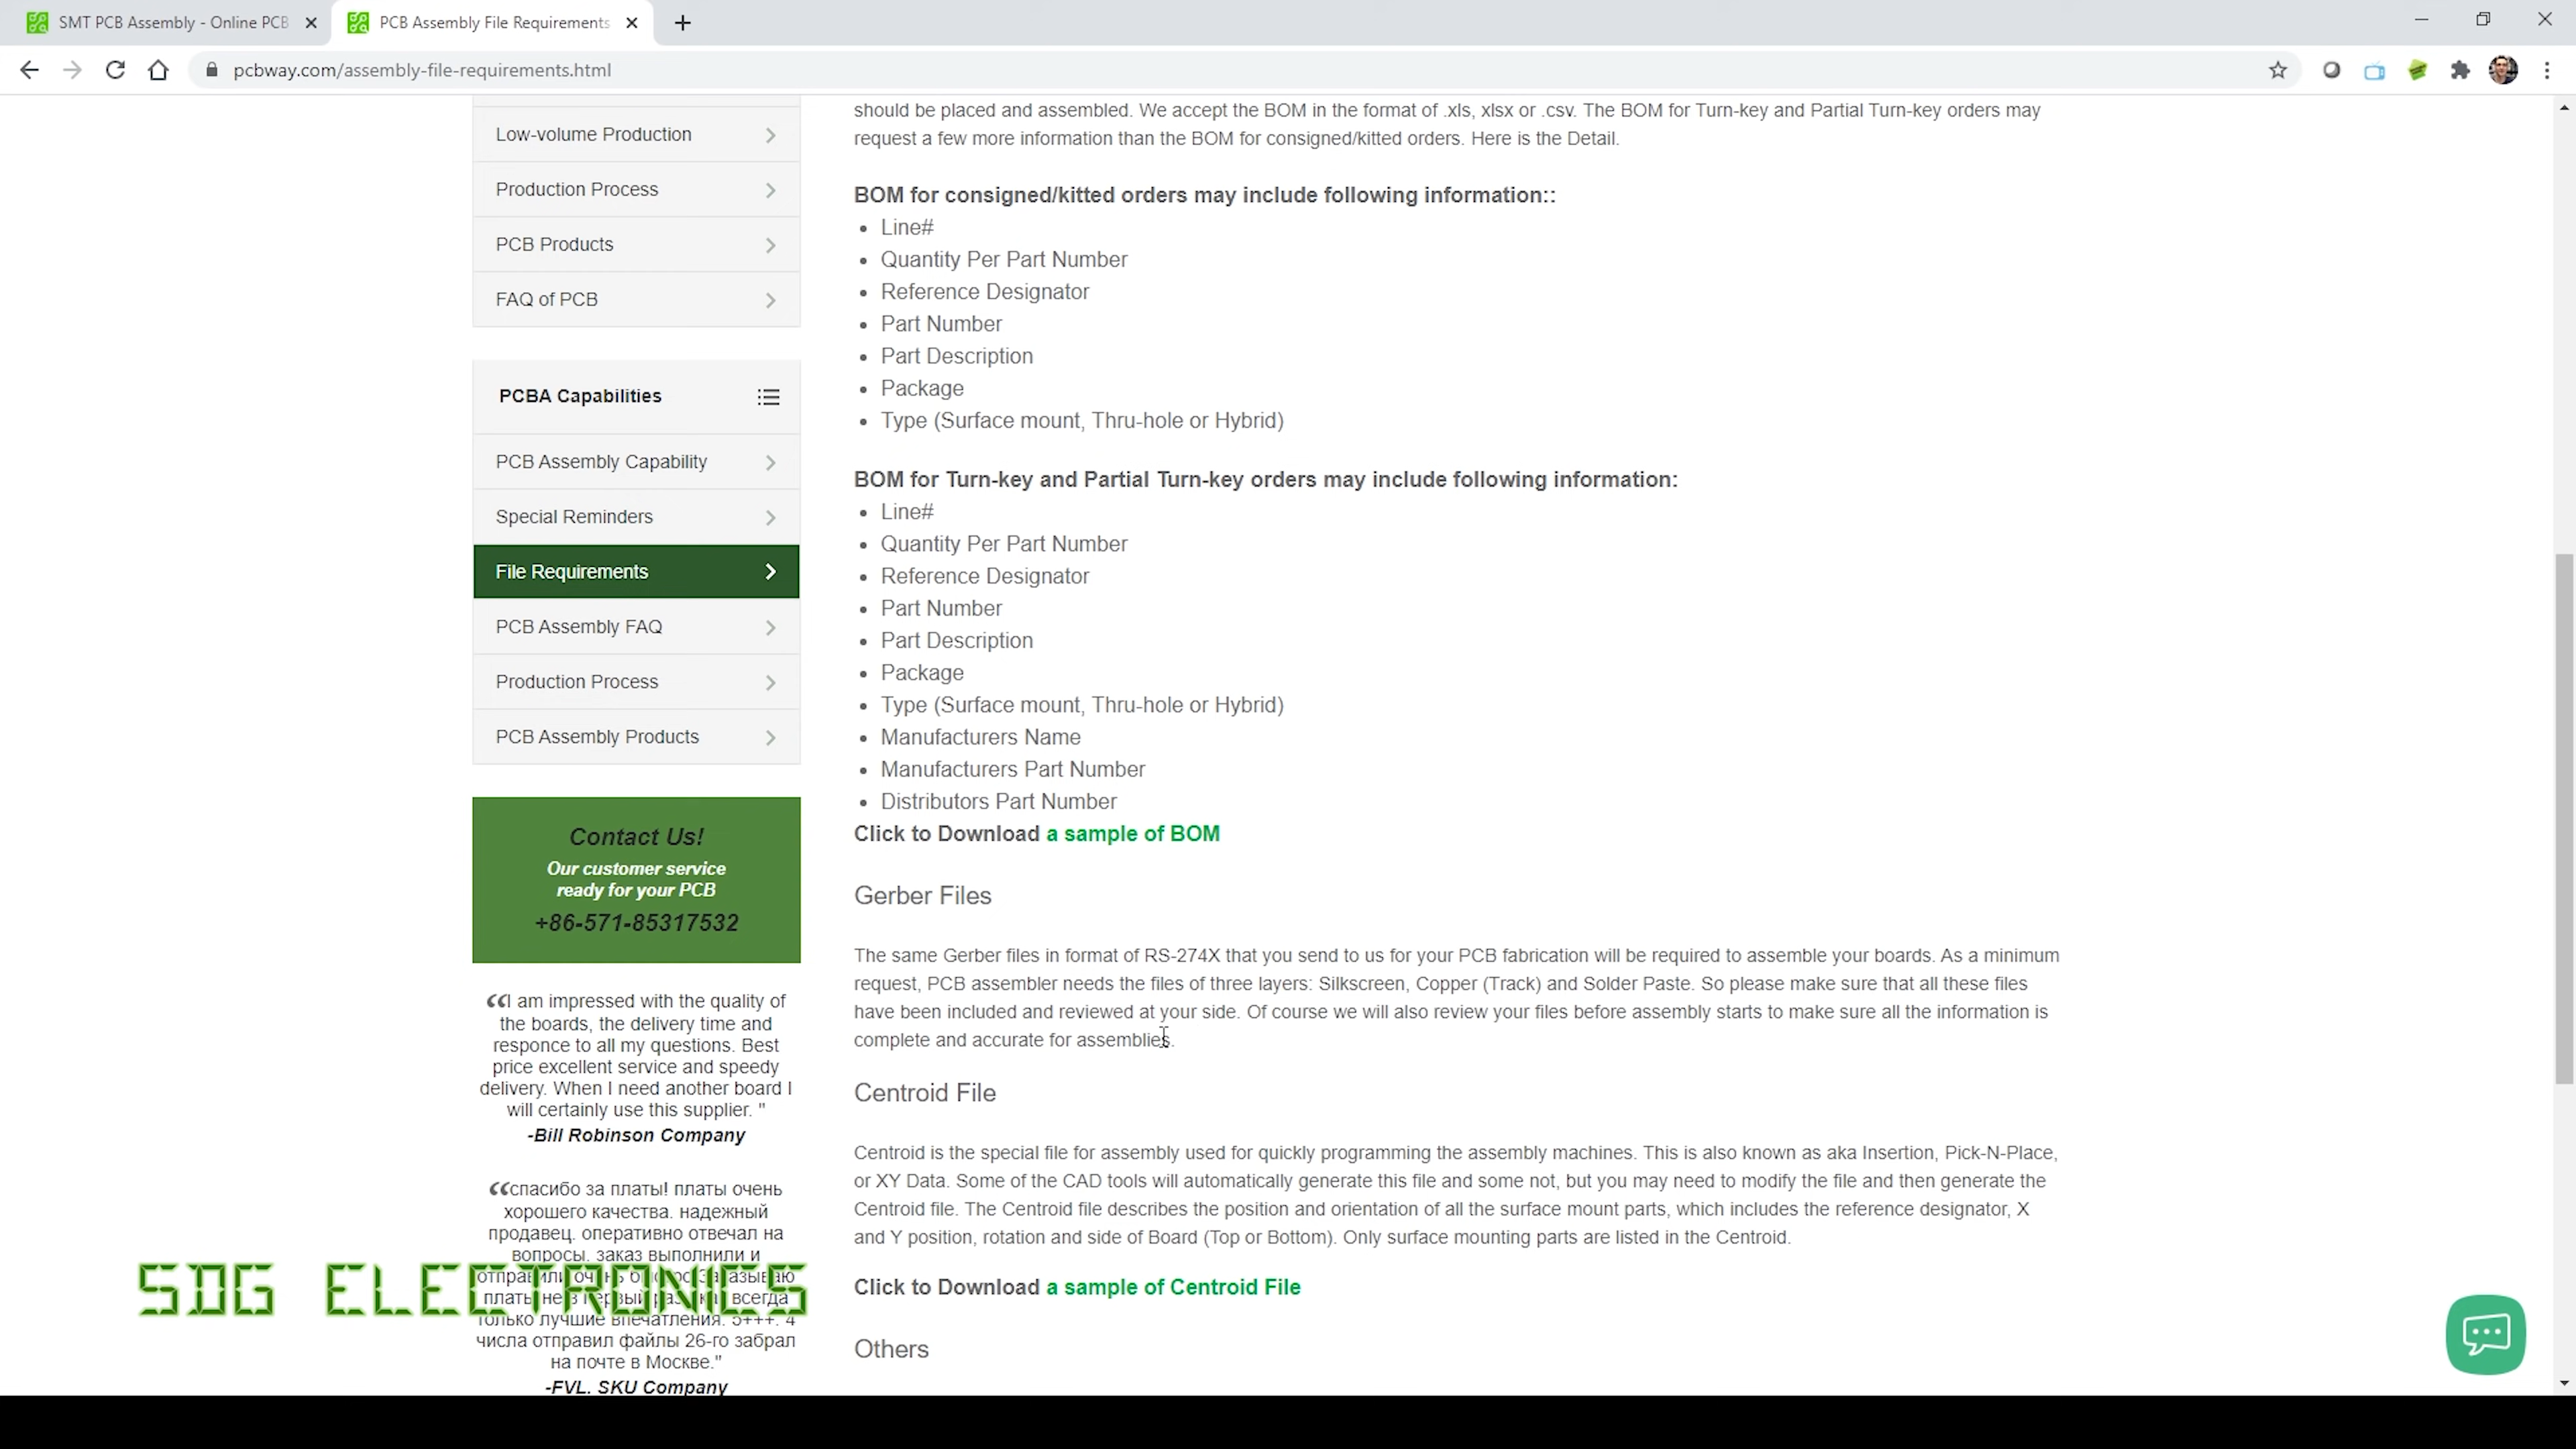 SMT PCB Assembly - Online PCB
PCB Assembly File Requirements
pcbway.com/assembly-file-requirements.html
Low-volume Production
Production Process
PCB Products
FAQ of PCB
PCBA Capabilities
PCB Assembly Capability
Special Reminders
File Requirements
PCB Assembly FAQ
Production Process
PCB Assembly Products
Contact Us!
Our customer service
ready for your PCB
+86-571-85317532
“I am impressed with the quality of
the boards, the delivery time and
responce to all my questions. Best
price excellent service and speedy
delivery. When I need another board I
will certainly use this supplier. "
-Bill Robinson Company
“спасибо за платы! платы очень
хорошего качества. надежный
продавец. оперативно отвечал на
вопросы. заказ выполнили и
отправили
платы не в первый всегда
только лучшие впечатления. 5+++. 4
числа отправил файлы 26-го забрал
на почте в Москве."
-FVL. SKU Company
SDG ELECTRONICS
should be placed and assembled. We accept the BOM in the format of .xls, xlsx or .csv. The BOM for Turn-key and Partial Turn-key orders may
request a few more information than the BOM for consigned/kitted orders. Here is the Detail.
BOM for consigned/kitted orders may include following information::
• Line#
• Quantity Per Part Number
• Reference Designator
• Part Number
• Part Description
• Package
• Type (Surface mount, Thru-hole or Hybrid)
BOM for Turn-key and Partial Turn-key orders may include following information:
• Line#
• Quantity Per Part Number
• Reference Designator
• Part Number
• Part Description
• Package
• Type (Surface mount, Thru-hole or Hybrid)
• Manufacturers Name
• Manufacturers Part Number
• Distributors Part Number
Click to Download a sample of BOM
Gerber Files
The same Gerber files in format of RS-274X that you send to us for your PCB fabrication will be required to assemble your boards. As a minimum
request, PCB assembler needs the files of three layers: Silkscreen, Copper (Track) and Solder Paste. So please make sure that all these files
have been included and reviewed at your side. Of course we will also review your files before assembly starts to make sure all the information is
complete and accurate for assemblies.
Centroid File
Centroid is the special file for assembly used for quickly programming the assembly machines. This is also known as aka Insertion, Pick-N-Place,
or XY Data. Some of the CAD tools will automatically generate this file and some not, but you may need to modify the file and then generate the
Centroid file. The Centroid file describes the position and orientation of all the surface mount parts, which includes the reference designator, X
and Y position, rotation and side of Board (Top or Bottom). Only surface mounting parts are listed in the Centroid.
Click to Download a sample of Centroid File
Others